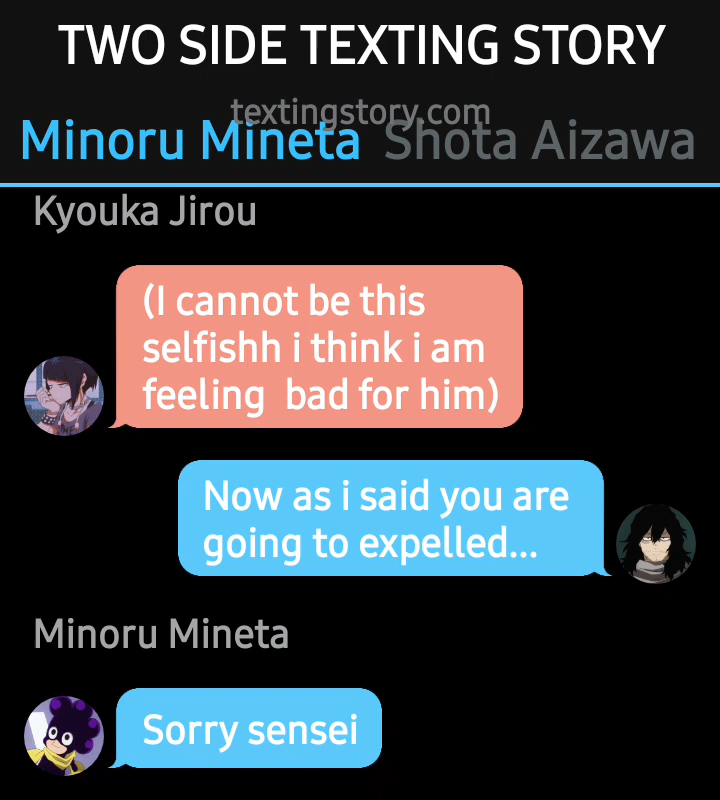 TWO SIDE TEXTING STORY
textingstory.com
Minoru Mineta Shota Aizawa
Kyouka Jirou
(I cannot be this
selfishh i think i am
feeling bad for him)
Now as i said you are
going to expelled...
Minoru Mineta
Sorry sensei